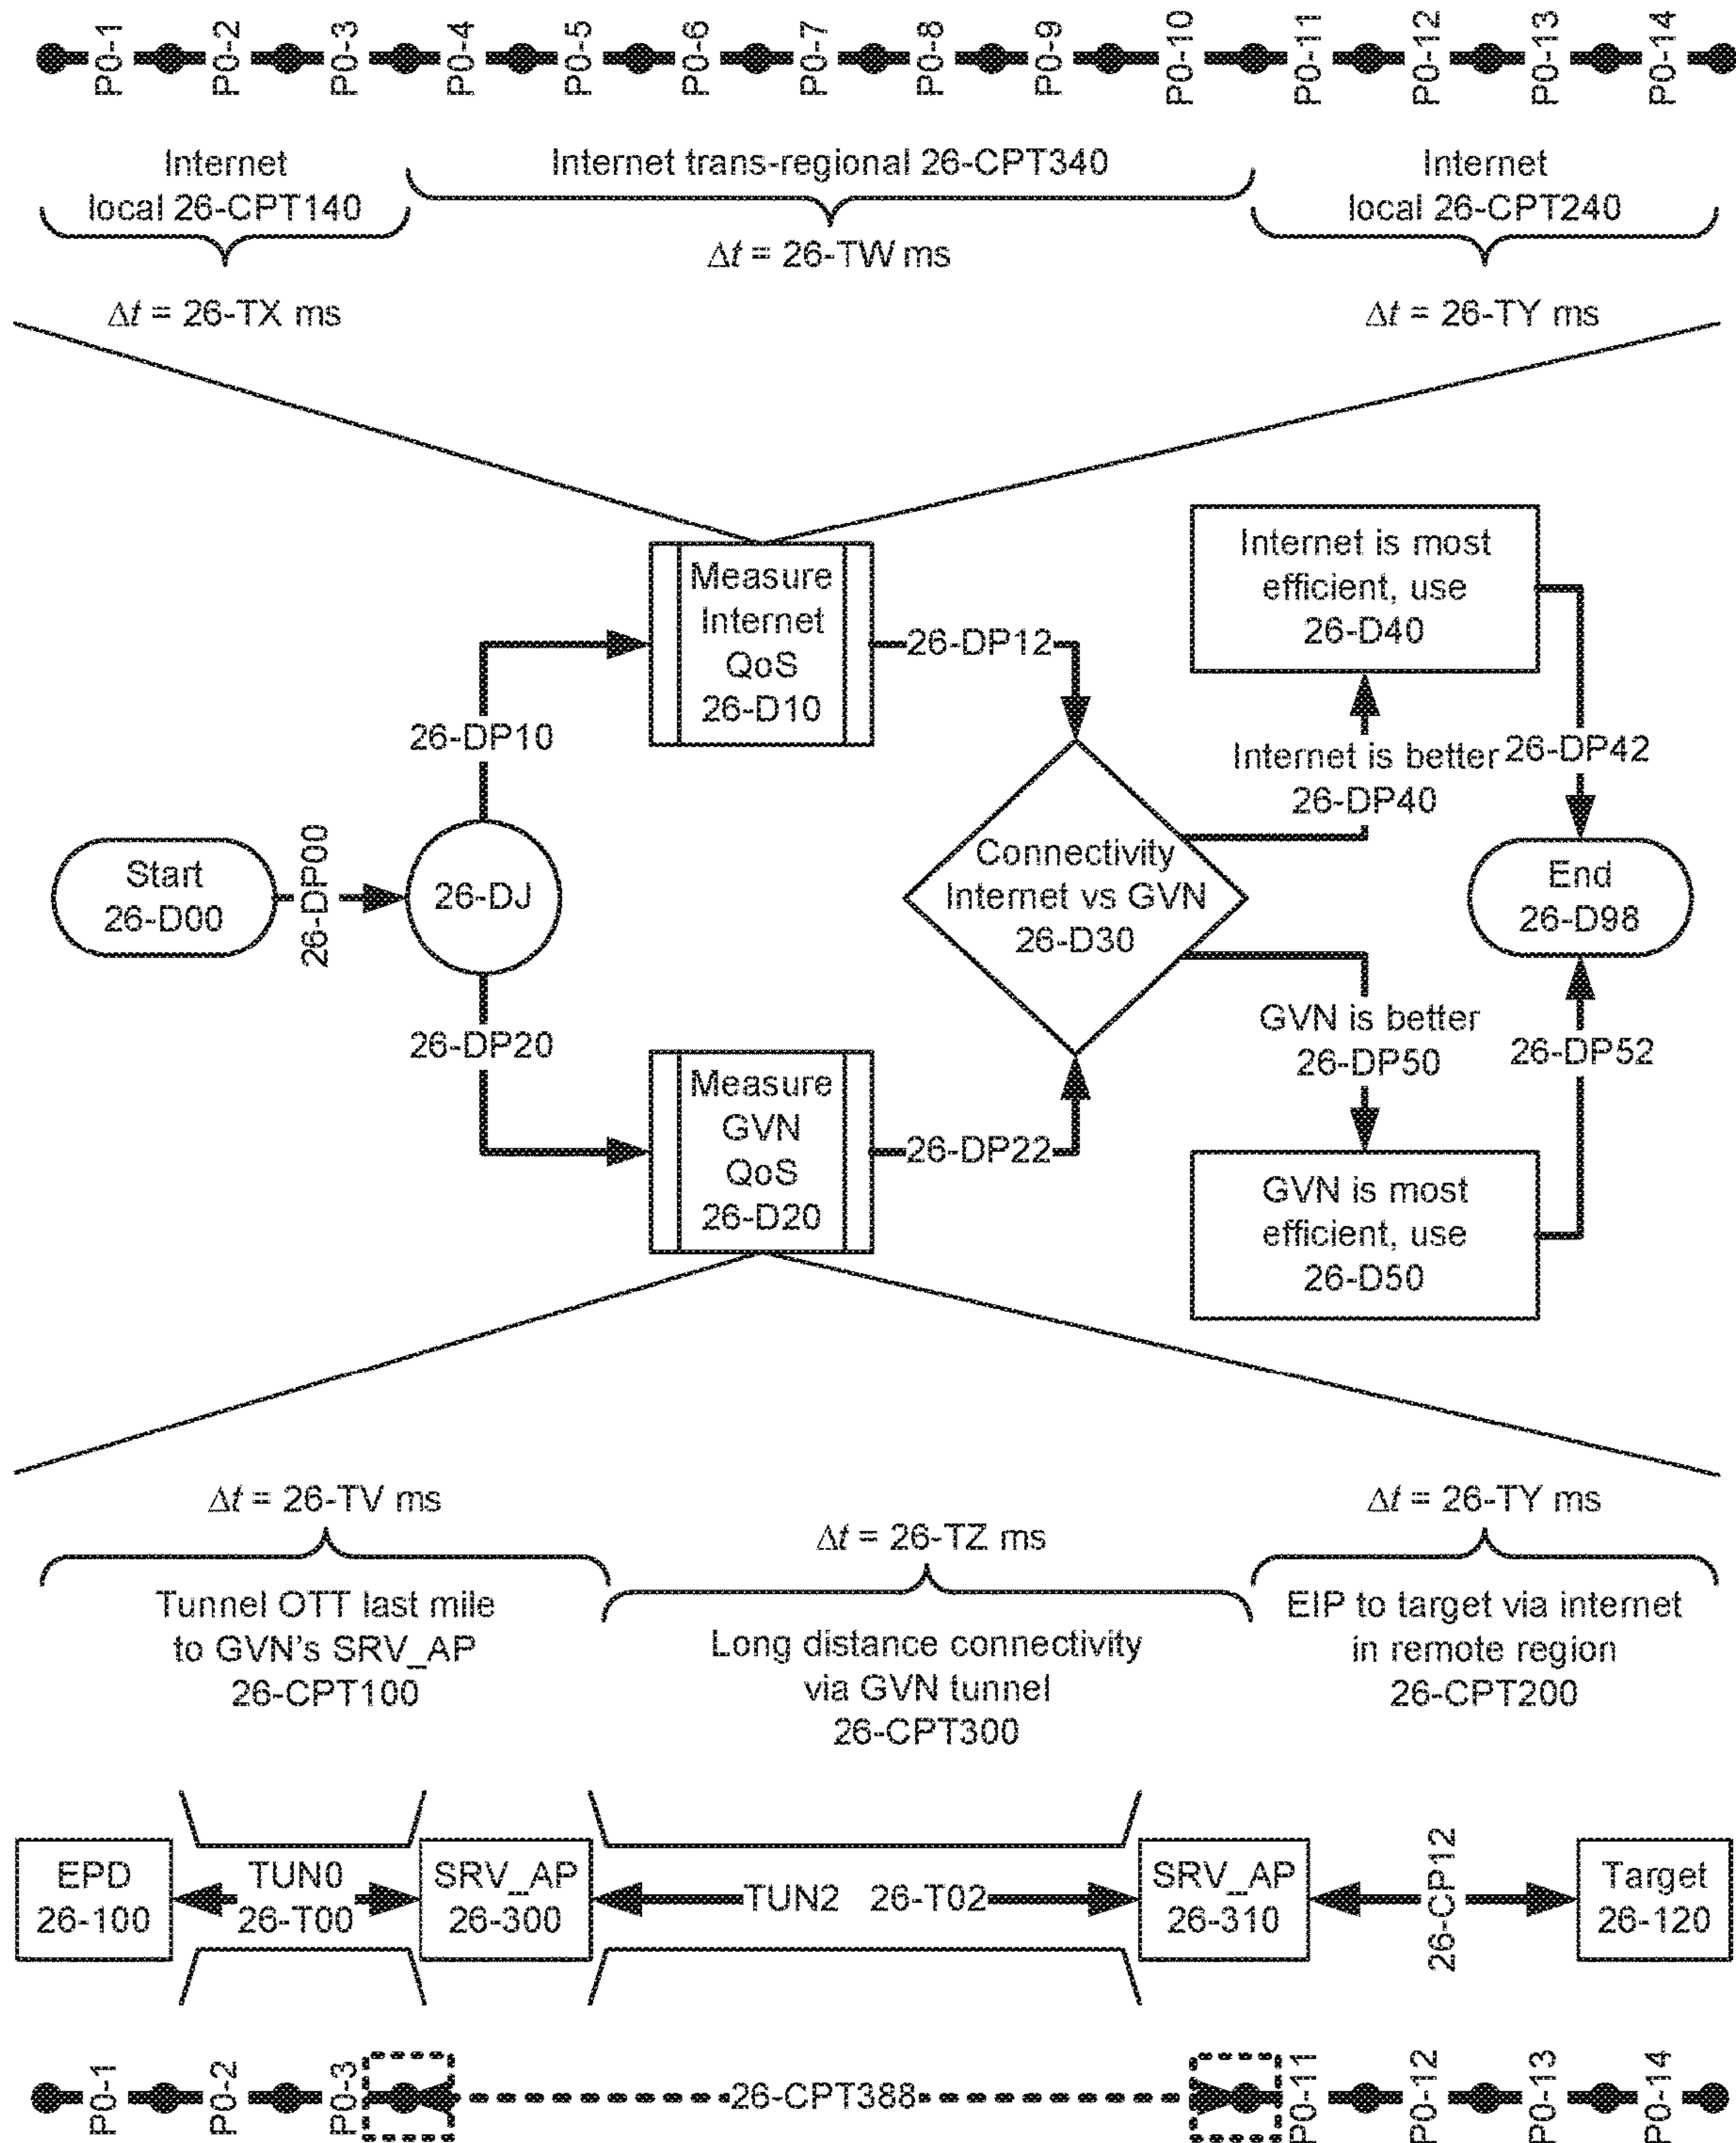 P0-1
P0-2
P0-3
P0-4
P0-5
P0-6
P0-7
P0-8
P0-9
P0-10
P0-11
P0-12
P0-13
P0-14
Internet
local 26-CPT140
Internet trans-regional 26-CPT340
Internet
local 26-CPT240
Δt = 26-TX ms
Δt = 26-TW ms
Δt = 26-TY ms
Measure
Internet
QoS
26-D10
Internet is most
efficient, use
26-D40
26-DP12
26-DP10
Internet is better
26-DP40
26-DP42
Start
26-D00
26-DP00
26-DJ
Connectivity
Internet vs GVN
26-D30
End
26-D98
26-DP20
GVN is better
26-DP50
26-DP52
Measure
GVN
QoS
26-D20
26-DP22
GVN is most
efficient, use
26-D50
Δt = 26-TV ms
Δt = 26-TZ ms
Δt = 26-TY ms
Tunnel OTT last mile
to GVN's SRV_AP
26-CPT100
Long distance connectivity
via GVN tunnel
26-CPT300
EIP to target via internet
in remote region
26-CPT200
EPD
26-100
TUN0
26-T00
SRV_AP
26-300
TUN2 26-T02
SRV_AP
26-310
26-CP12
Target
26-120
P0-1
P0-2
P0-3
26-CPT388
P0-11
P0-12
P0-13
P0-14